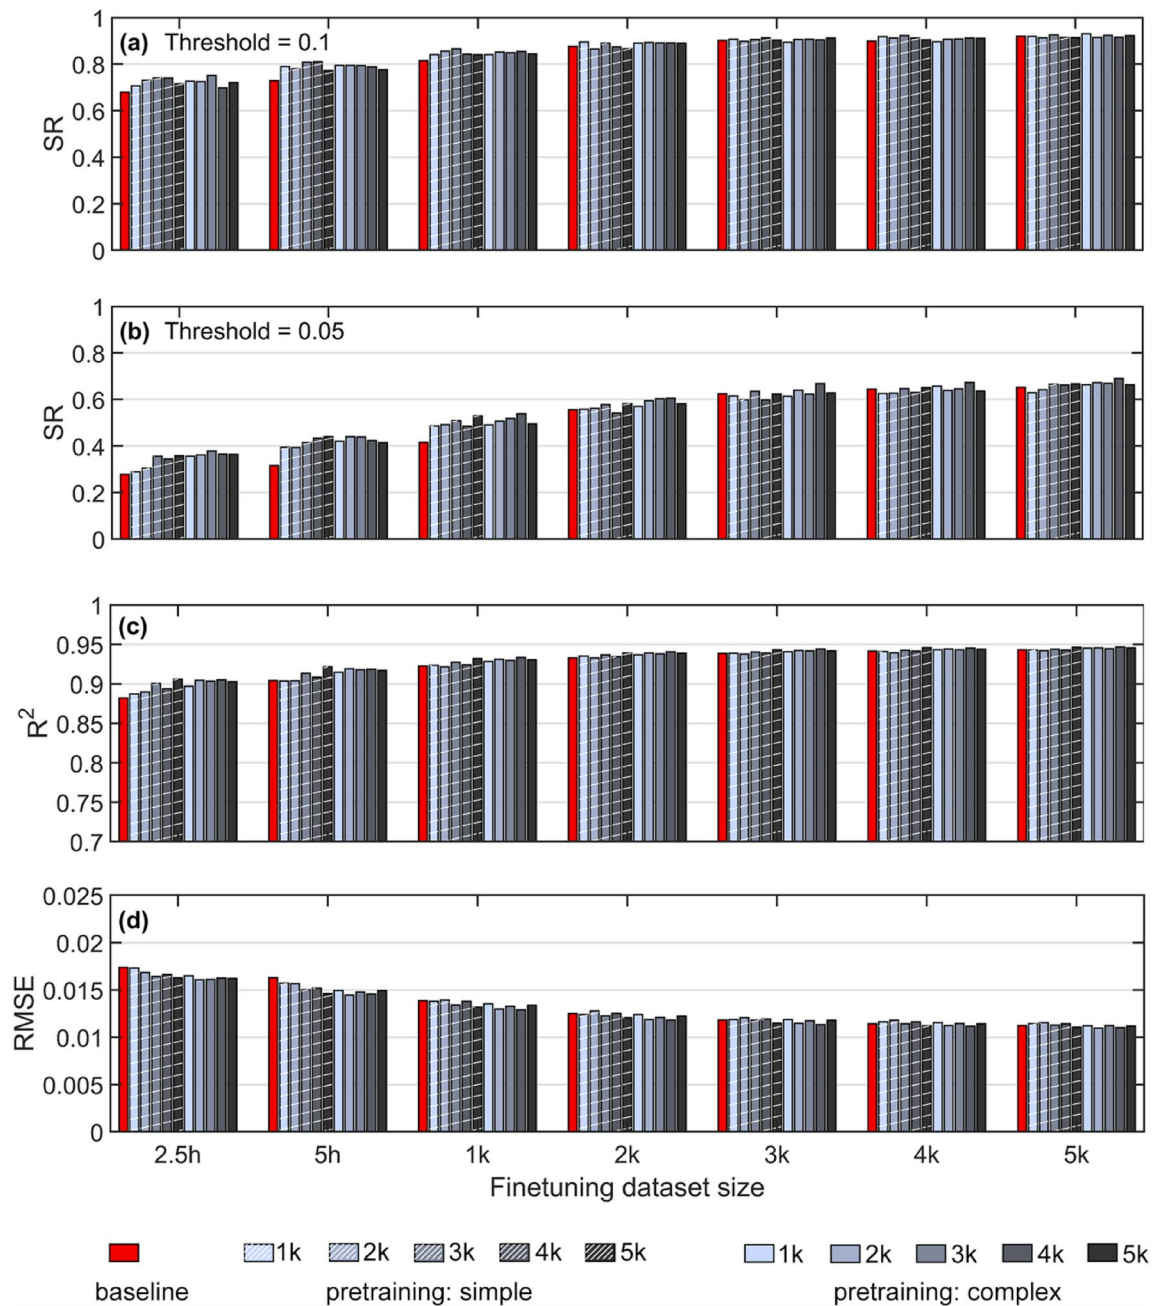 (a) Threshold = 0.1
1
0.8
0.6
0.4
0.2
0
SR
(b) Threshold = 0.05
1
0.8
0.6
0.4
0.2
0
SR
(c)
1
0.95
0.9
0.85
0.8
0.75
0.7
R²
(d)
0.025
0.02
0.015
0.01
0.005
0
RMSE
2.5h 5h 1k 2k 3k 4k 5k
Finetuning dataset size
1k 2k 3k 4k 5k 1k 2k 3k 4k 5k
baseline pretraining: simple pretraining: complex